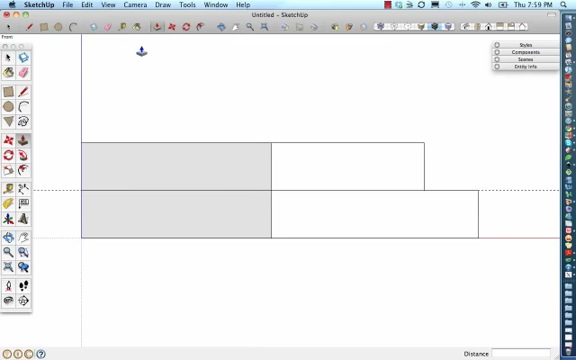 SketchUp File Edit View Camera Draw Tools Window Help
Thu 7:59 PM
Untitled - SketchUp
Front
Styles
Components
Scenes
Entity Info
Distance